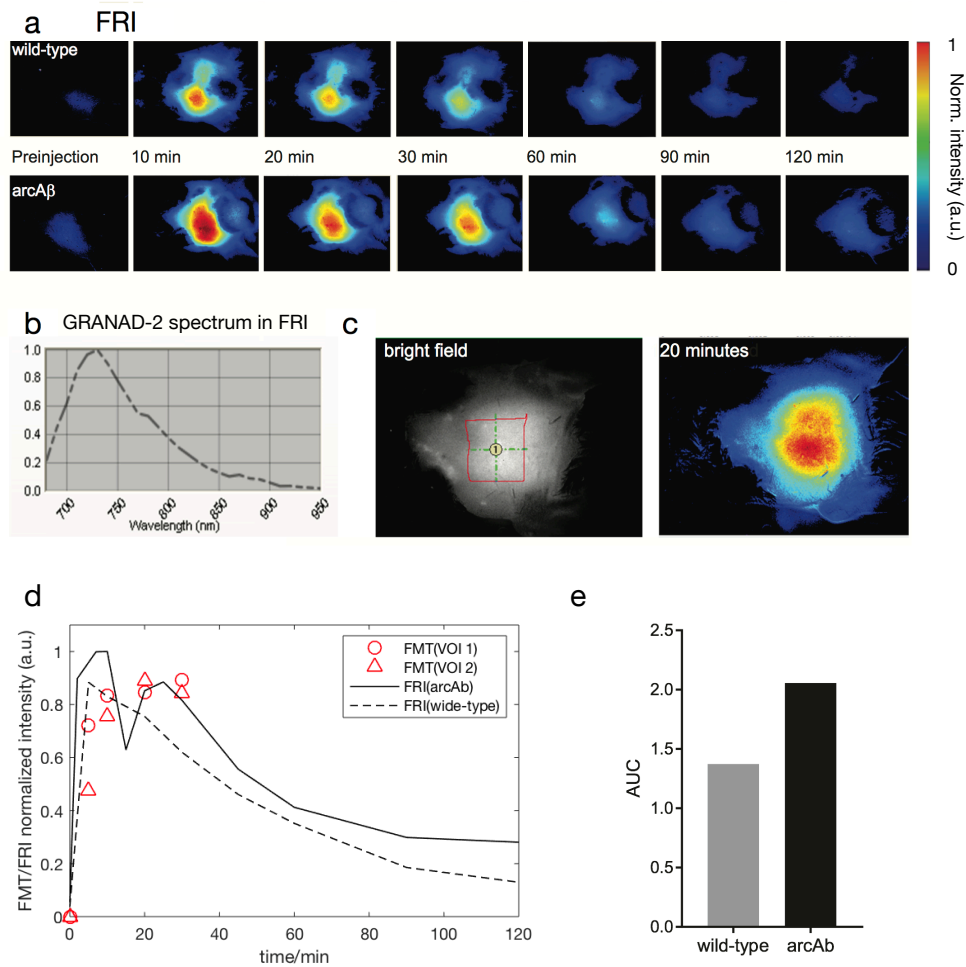 a FRI
wild-type
Preinjection 10 min 20 min 30 min 60 min 90 min 120 min
arcAβ
1
Norm. intensity (a.u.)
0
b GRANAD-2 spectrum in FRI
1.0
0.8
0.6
0.4
0.2
0.0
700 750 800 850 900 950
Wavelength (nm)
c
bright field
1
20 minutes
d
FMT/FRI normalized intensity (a.u.)
1
0.8
0.6
0.4
0.2
0
0 20 40 60 80 100 120
time/min
FMT(VOI 1)
FMT(VOI 2)
FRI(arcAb)
FRI(wide-type)
e
AUC
2.5
2.0
1.5
1.0
0.5
0.0
wild-type arcAb